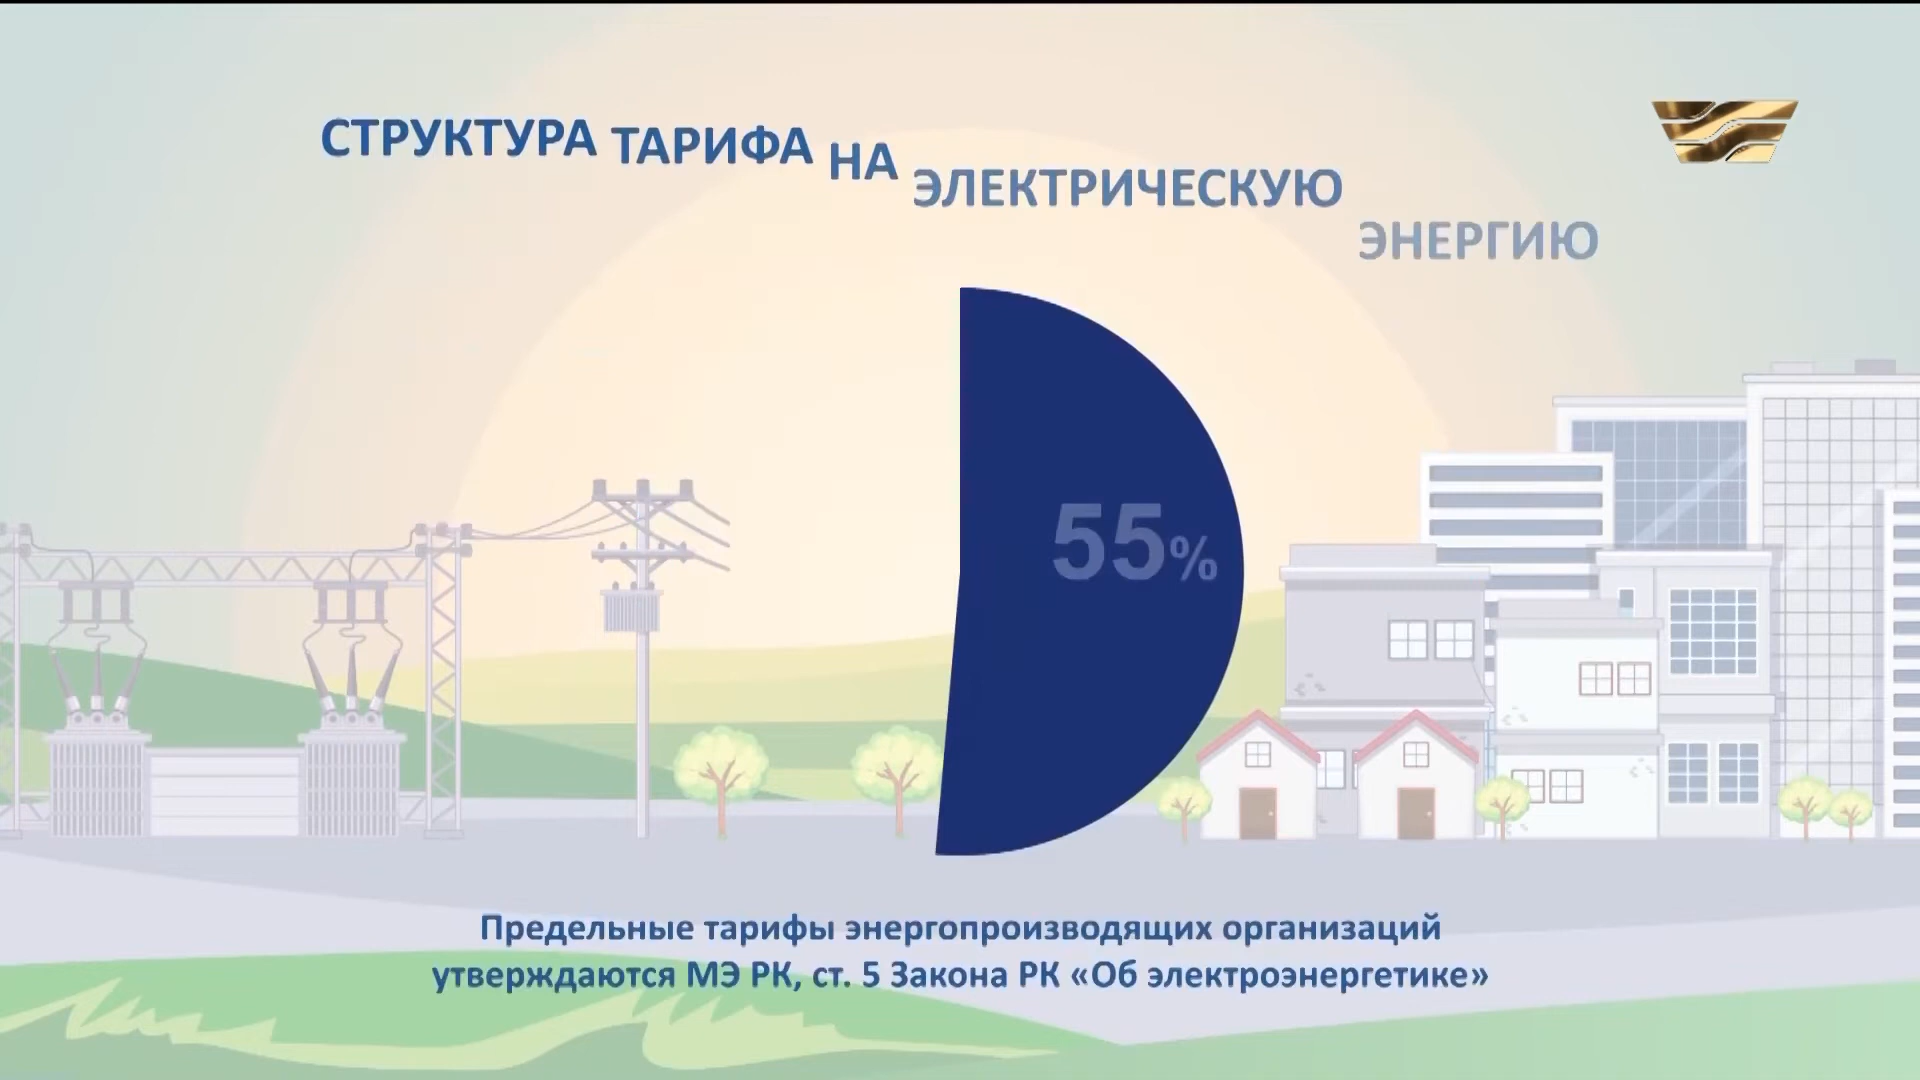 СТРУКТУРА ТАРИФА НА ЭЛЕКТРИЧЕСКУЮ ЭНЕРГИЮ
55%
Предельные тарифы энергопроизводящих организаций
утверждаются МЭ РК, ст. 5 Закона РК «Об электроэнергетике»